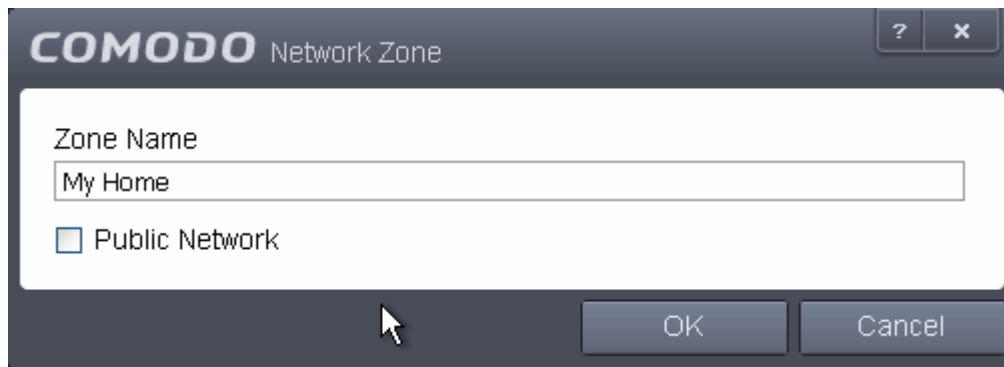 COMODO Network Zone
? x
Zone Name
My Home
Public Network
OK Cancel